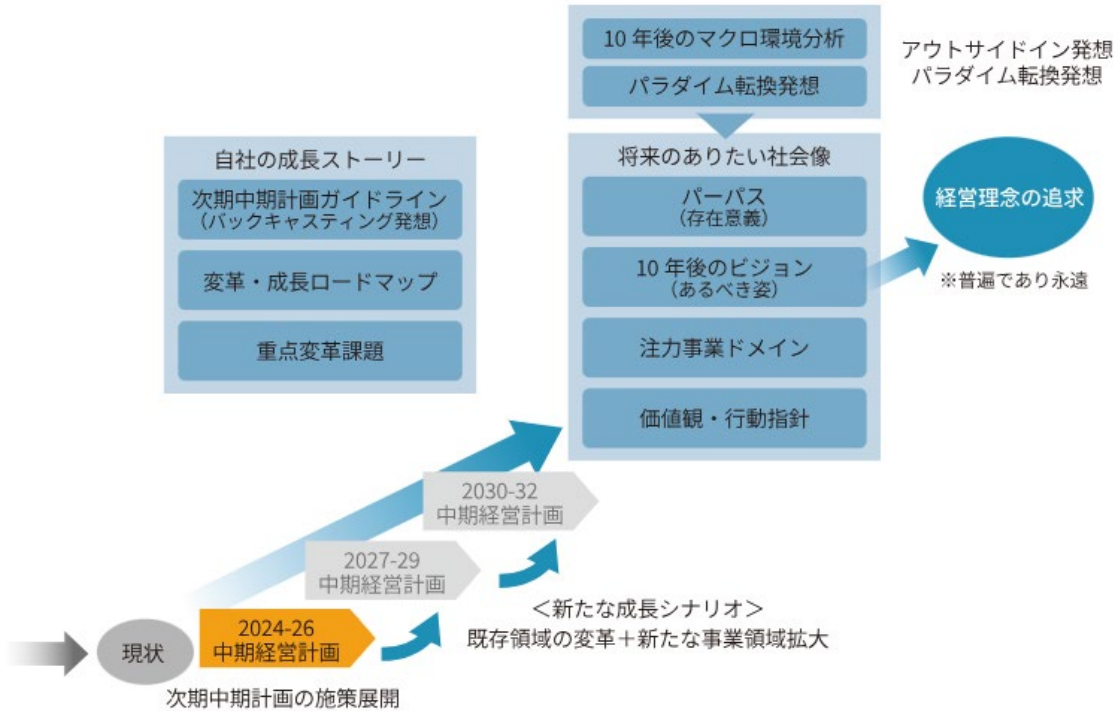 10 年後のマクロ環境分析
パラダイム転換発想
アウトサイドイン発想
パラダイム転換発想
自社の成長ストーリー
次期中期計画ガイドライン
(バックキャスティング発想)
変革・成長ロードマップ
重点変革課題
将来のありたい社会像
パーパス
(存在意義)
10 年後のビジョン
(あるべき姿)
注力事業ドメイン
価値観・行動指針
経営理念の追求
※普遍であり永遠
2030-32
中期経営計画
2027-29
中期経営計画
2024-26
中期経営計画
現状
<新たな成長シナリオ>
既存領域の変革+新たな事業領域拡大
次期中期計画の施策展開